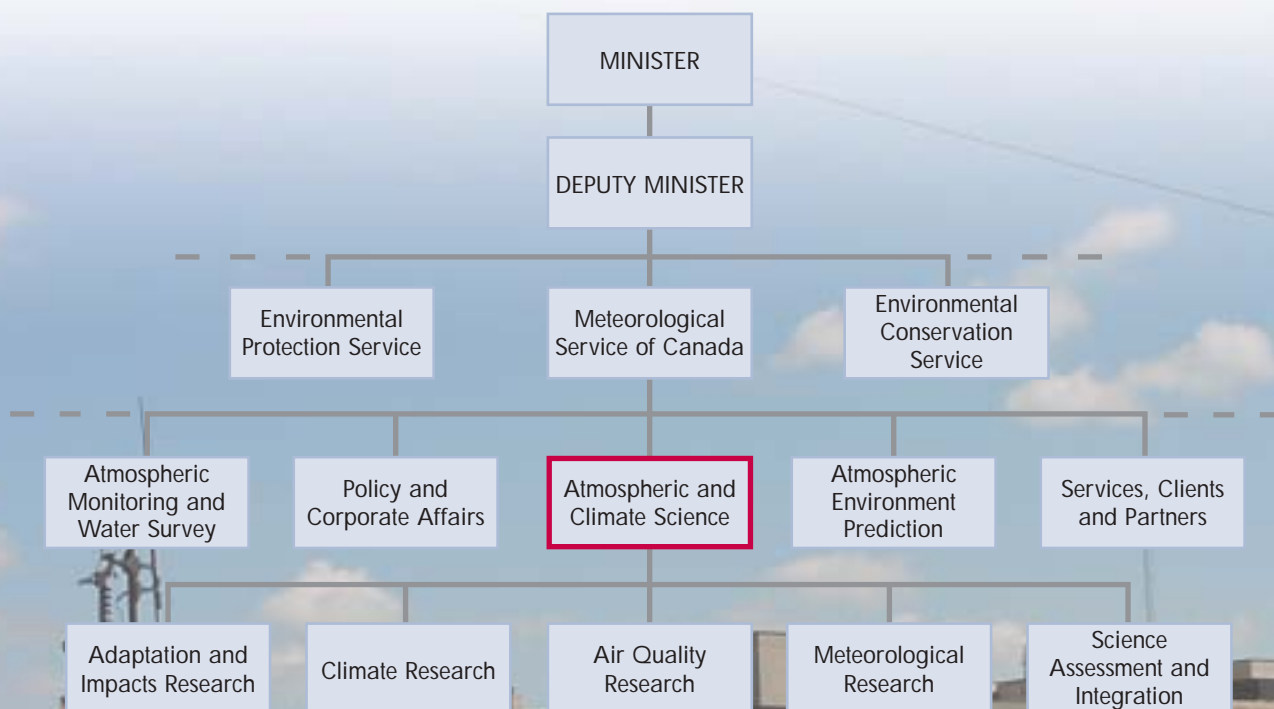 MINISTER
DEPUTY MINISTER
Environmental
Protection Service
Meteorological
Service of Canada
Environmental
Conservation
Service
Atmospheric
Monitoring and
Water Survey
Policy and
Corporate Affairs
Atmospheric and
Climate Science
Atmospheric
Environment
Prediction
Services, Clients
and Partners
Adaptation and
Impacts Research
Climate Research
Air Quality
Research
Meteorological
Research
Science
Assessment and
Integration